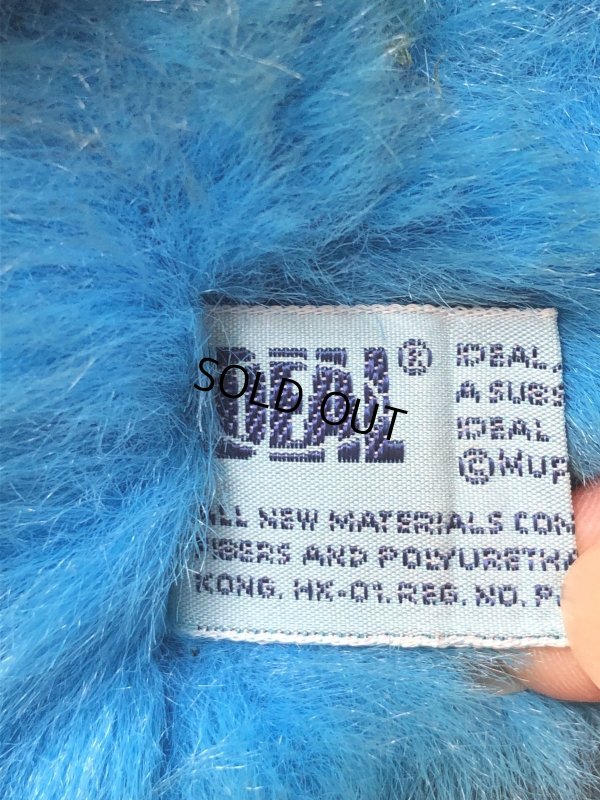 IDEAL®
IDEAL,
A SUBS
IDEAL
©MUP
SOLD OUT
ALL NEW MATERIALS CON
FIBERS AND POLYURETHA
KONG. HK-01. REG. NO. P